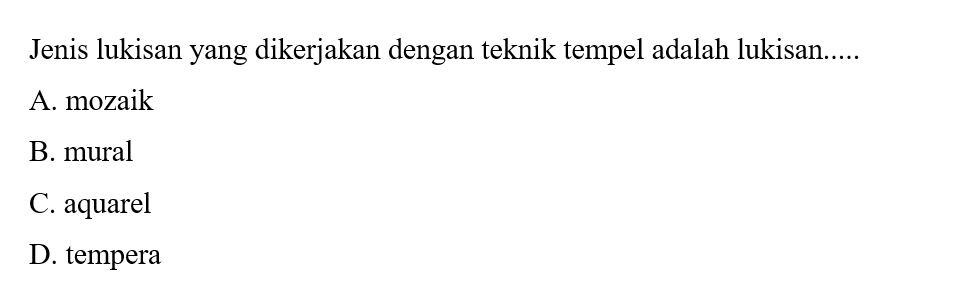 Jenis lukisan yang dikerjakan dengan teknik tempel adalah lukisan.....
A. mozaik
B. mural
C. aquarel
D. tempera